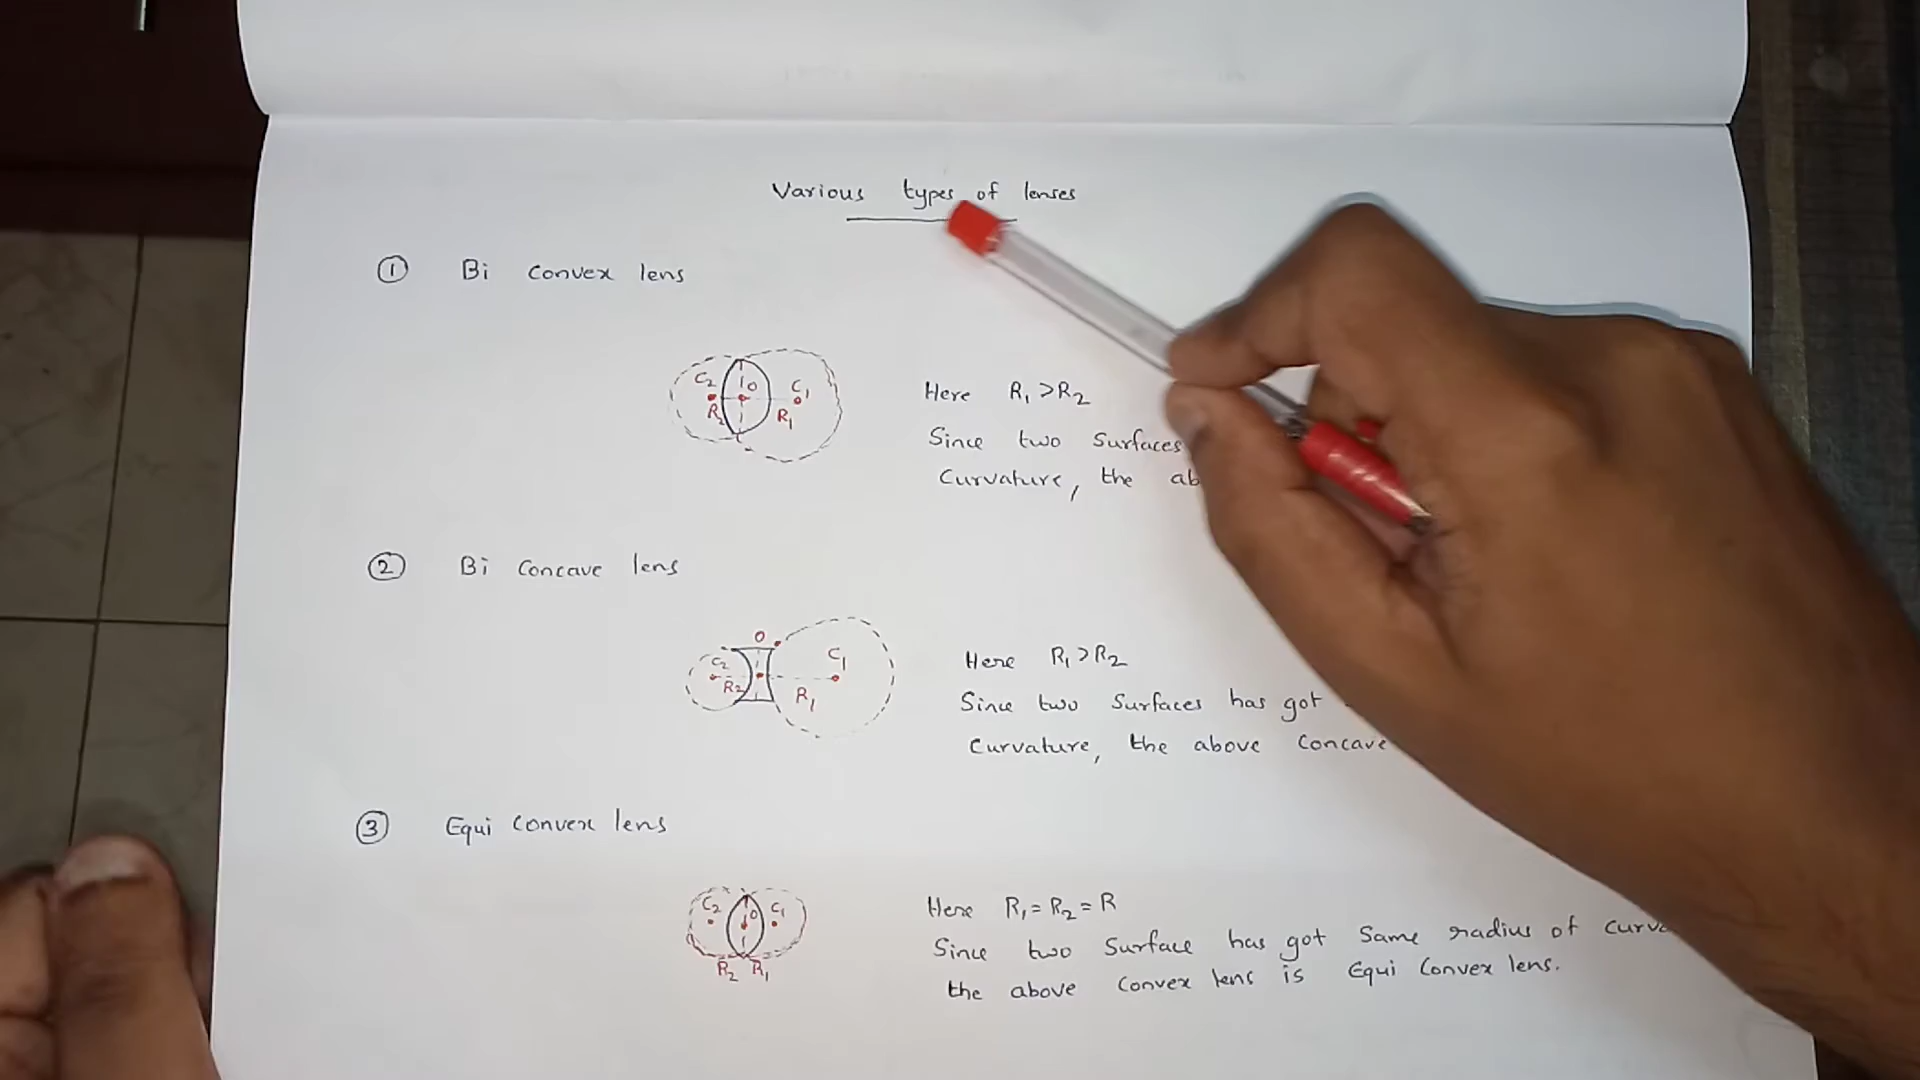 Various types of lenses
① Bi convex lens
C2 O C1
R2 R1
Here R1 > R2
Since two surfaces
Curvature, the ab
② Bi Concave lens
O
C2 C1
R2 R1
Here R1 > R2
Since two Surfaces has got
Curvature, the above Concave
③ Equi Convex lens
C2 O C1
R2 R1
Here R1 = R2 = R
Since two Surface has got Same radius of curva
the above Convex lens is Equi Convex lens.